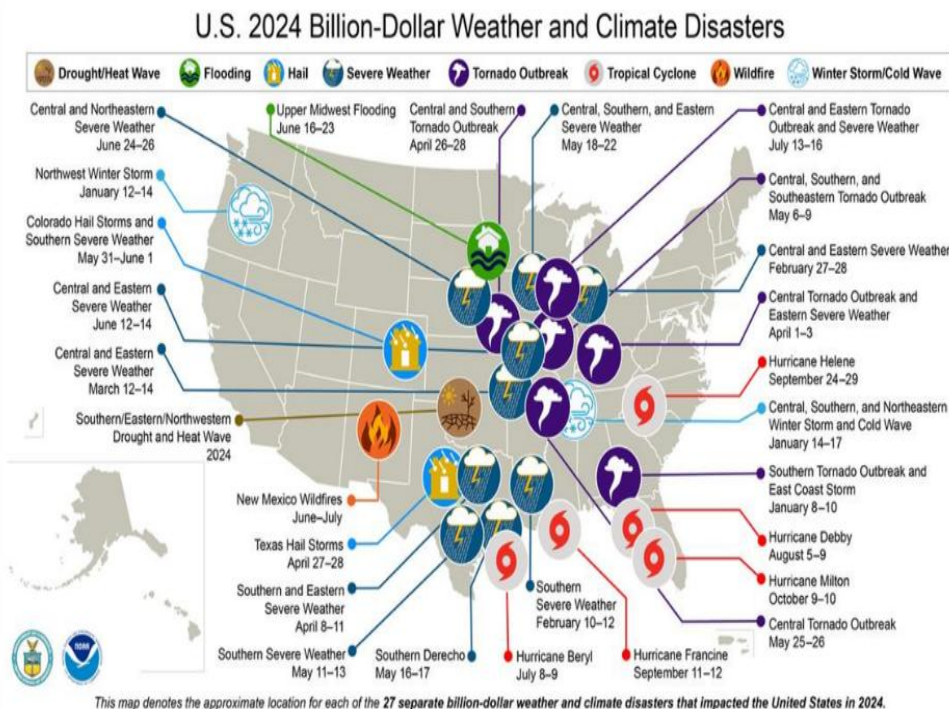 U.S. 2024 Billion-Dollar Weather and Climate Disasters
Drought/Heat Wave
Flooding
Hail
Severe Weather
Tornado Outbreak
Tropical Cyclone
Wildfire
Winter Storm/Cold Wave
Central and Northeastern
Severe Weather
June 24–26
Upper Midwest Flooding
June 16–23
Central and Southern
Tornado Outbreak
April 26–28
Central, Southern, and Eastern
Severe Weather
May 18–22
Central and Eastern Tornado
Outbreak and Severe Weather
July 13–16
Northwest Winter Storm
January 12–14
Central, Southern, and
Southeastern Tornado Outbreak
May 6–9
Colorado Hail Storms and
Southern Severe Weather
May 31–June 1
Central and Eastern Severe Weather
February 27–28
Central and Eastern
Severe Weather
June 12–14
Central Tornado Outbreak and
Eastern Severe Weather
April 1–3
Central and Eastern
Severe Weather
March 12–14
Hurricane Helene
September 24–29
Southern/Eastern/Northwestern
Drought and Heat Wave
2024
Central, Southern, and Northeastern
Winter Storm and Cold Wave
January 14–17
New Mexico Wildfires
June–July
Southern Tornado Outbreak and
East Coast Storm
January 8–10
Texas Hail Storms
April 27–28
Hurricane Debby
August 5–9
Southern and Eastern
Severe Weather
April 8–11
Hurricane Milton
October 9–10
Southern Severe Weather
May 11–13
Southern Derecho
May 16–17
Hurricane Beryl
July 8–9
Southern
Severe Weather
February 10–12
Hurricane Francine
September 11–12
Central Tornado Outbreak
May 25–26
NOAA
This map denotes the approximate location for each of the 27 separate billion-dollar weather and climate disasters that impacted the United States in 2024.